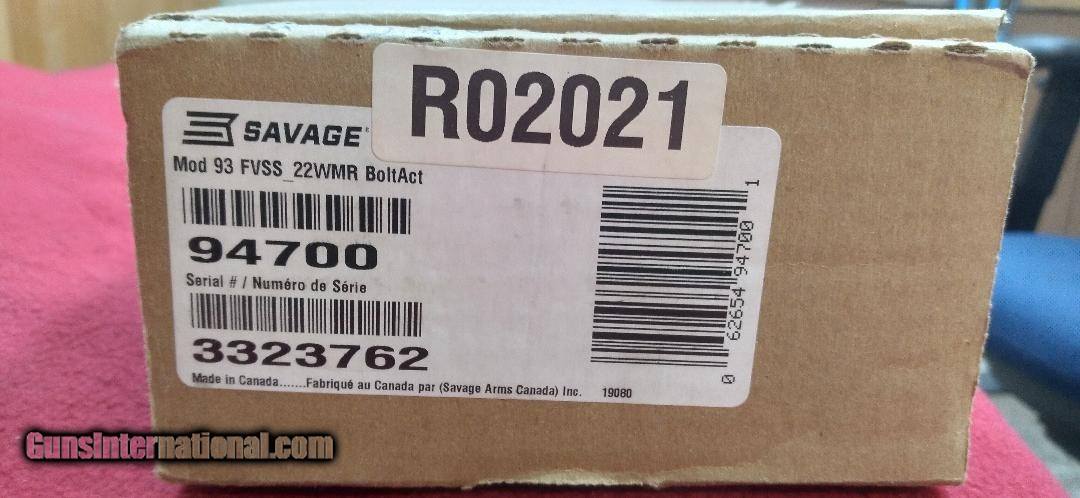 R02021
SAVAGE
Mod 93 FVSS_22WMR BoltAct
94700
Serial # / Numéro de Série
3323762
Made in Canada.......Fabriqué au Canada par (Savage Arms Canada) Inc. 19080
0 62654 94700 1
GunsInternational.com